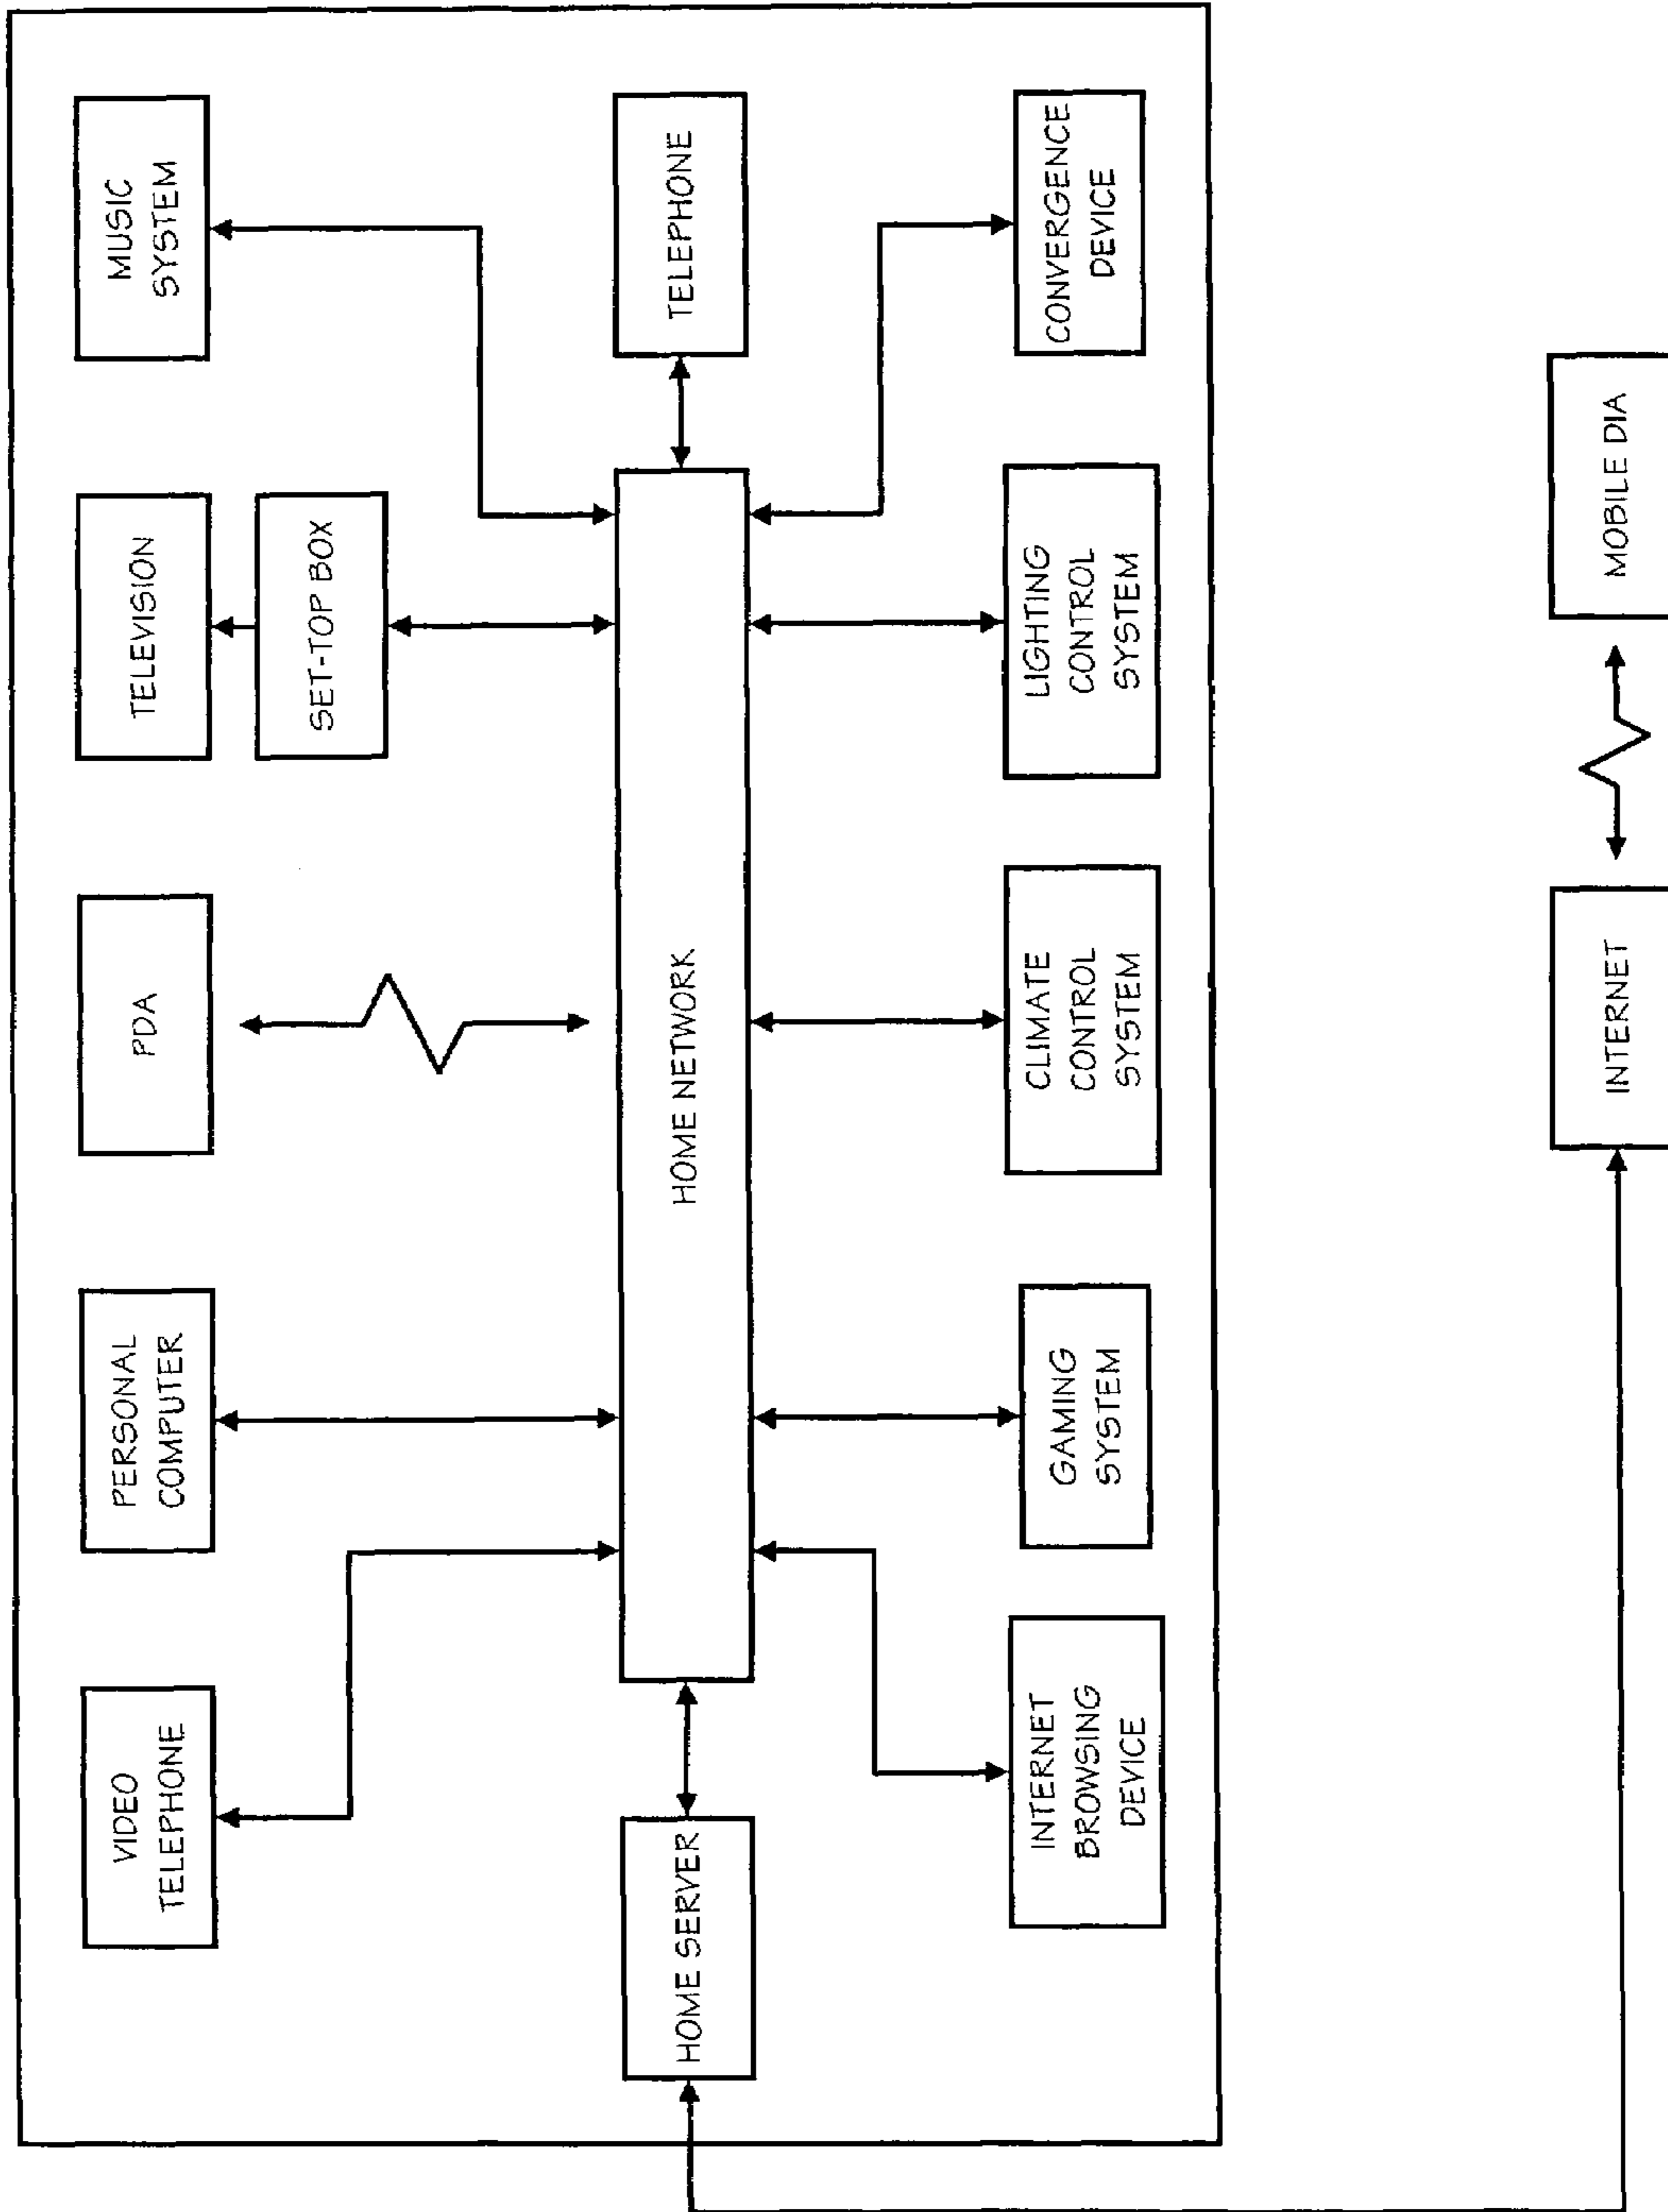 VIDEO
TELEPHONE
PERSONAL
COMPUTER
PDA
TELEVISION
SET-TOP BOX
MUSIC
SYSTEM
HOME SERVER
HOME NETWORK
TELEPHONE
INTERNET
BROWSING
DEVICE
GAMING
SYSTEM
CLIMATE
CONTROL
SYSTEM
LIGHTING
CONTROL
SYSTEM
CONVERGENCE
DEVICE
INTERNET
MOBILE DIA